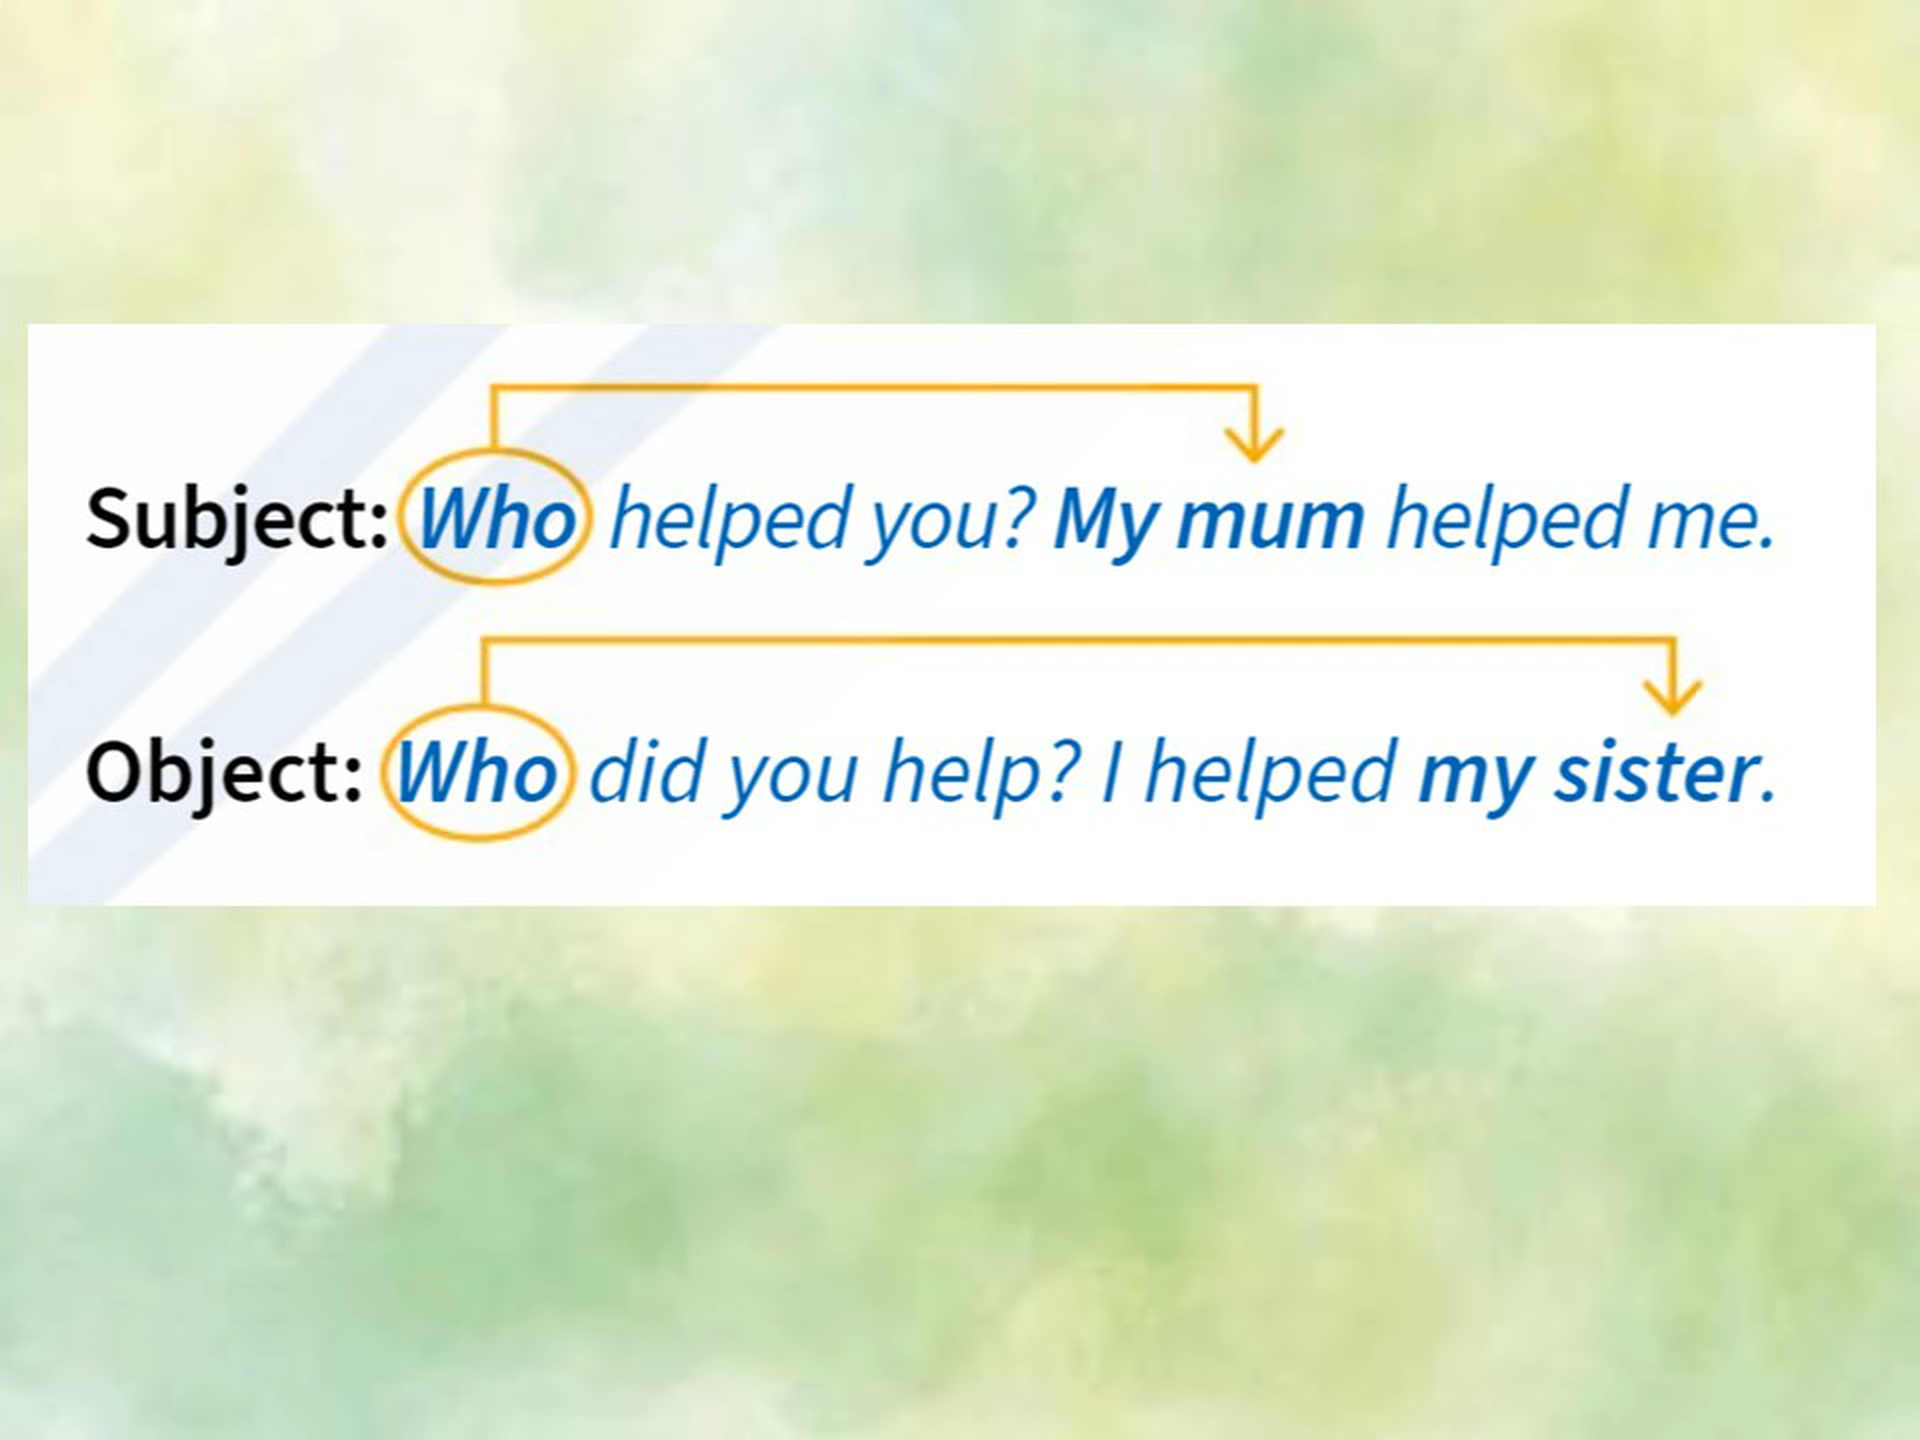 Subject: Who helped you? My mum helped me.
Object: Who did you help? I helped my sister.